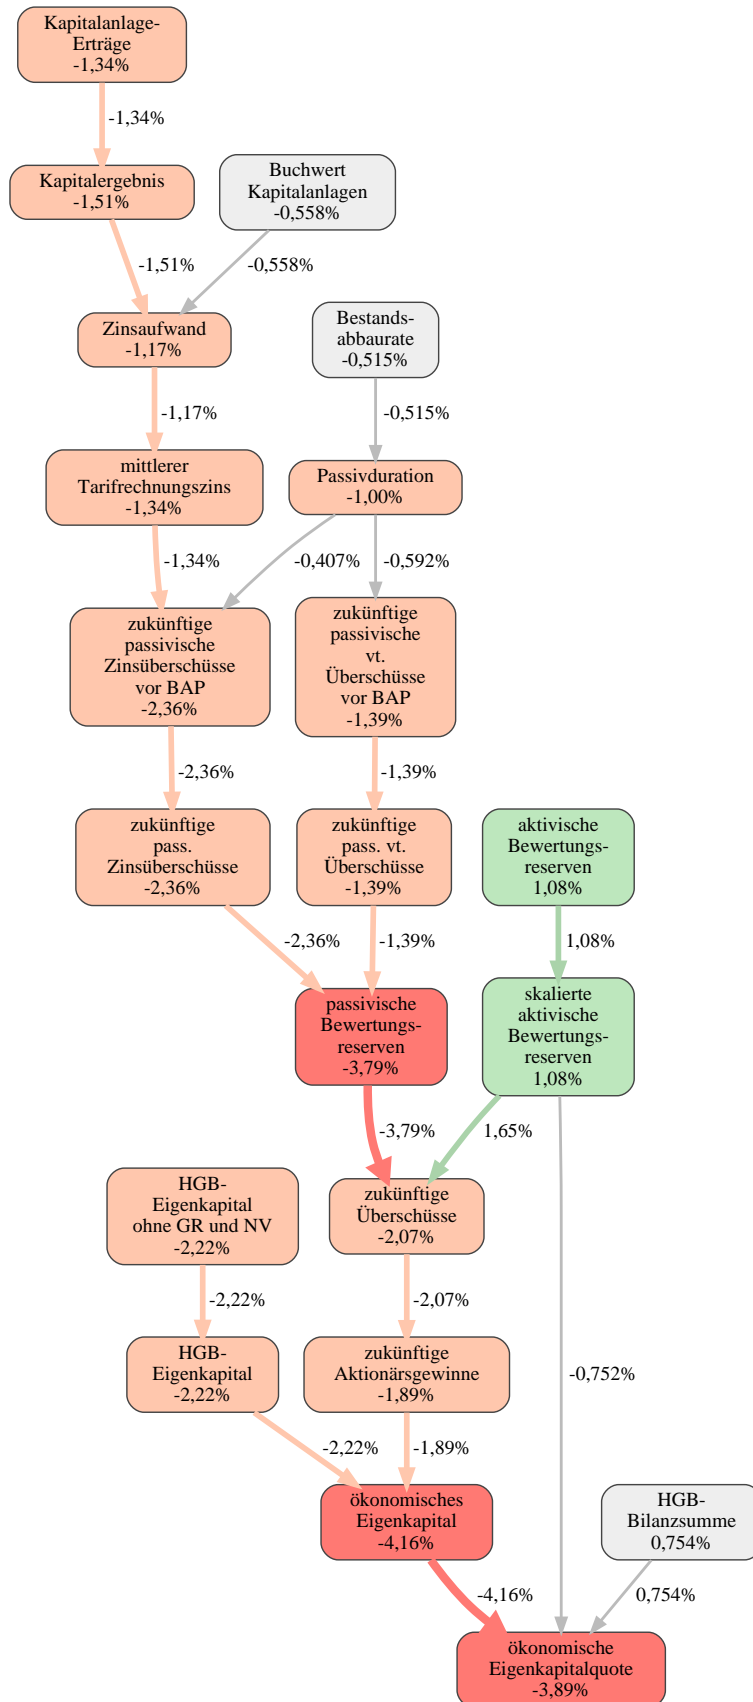 Kapitalanlage-
Erträge
-1,34%
-1,34%
Kapitalergebnis
-1,51%
Buchwert
Kapitalanlagen
-0,558%
-1,51%
-0,558%
Zinsaufwand
-1,17%
Bestands-
abbaurate
-0,515%
-1,17%
-0,515%
mittlerer
Tarifrechnungszins
-1,34%
Passivduration
-1,00%
-1,34%
-0,407%
-0,592%
zukünftige
passivische
Zinsüberschüsse
vor BAP
-2,36%
zukünftige
passivische
vt.
Überschüsse
vor BAP
-1,39%
-2,36%
-1,39%
zukünftige
pass.
Zinsüberschüsse
-2,36%
zukünftige
pass. vt.
Überschüsse
-1,39%
aktivische
Bewertungs-
reserven
1,08%
-2,36%
-1,39%
1,08%
passivische
Bewertungs-
reserven
-3,79%
skalierte
aktivische
Bewertungs-
reserven
1,08%
-3,79%
1,65%
HGB-
Eigenkapital
ohne GR und NV
-2,22%
zukünftige
Überschüsse
-2,07%
-2,22%
-2,07%
HGB-
Eigenkapital
-2,22%
zukünftige
Aktionärsgewinne
-1,89%
-0,752%
-2,22%
-1,89%
ökonomisches
Eigenkapital
-4,16%
HGB-
Bilanzsumme
0,754%
-4,16%
0,754%
ökonomische
Eigenkapitalquote
-3,89%